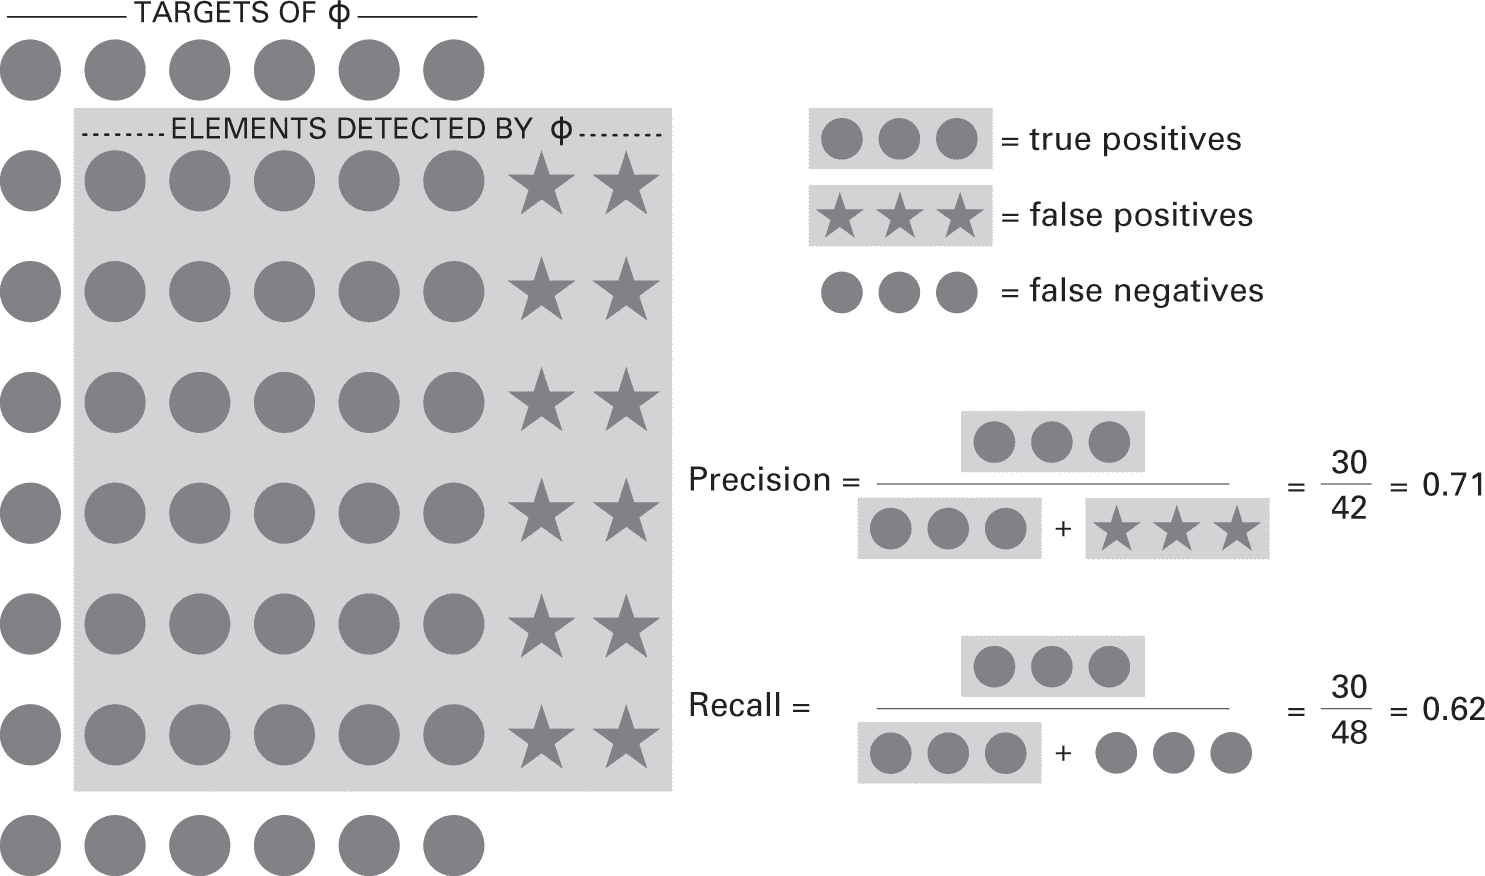 TARGETS OF ϕ
ELEMENTS DETECTED BY ϕ
= true positives
= false positives
= false negatives
Precision = + = 30/42 = 0.71
Recall = + = 30/48 = 0.62